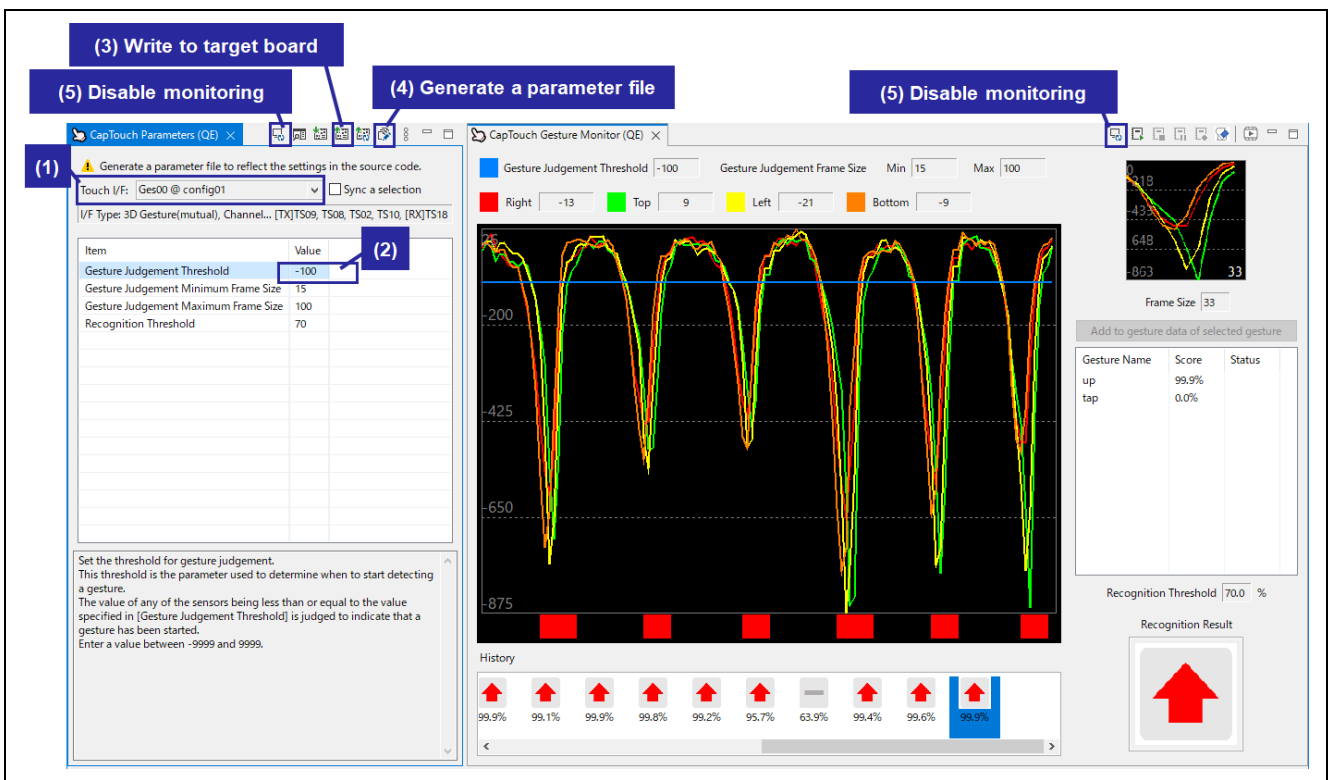 (3) Write to target board
(5) Disable monitoring
(4) Generate a parameter file
(5) Disable monitoring
CapTouch Parameters (QE)
(1)
Generate a parameter file to reflect the settings in the source code.
Touch I/F: Ges00 @ config01 Sync a selection
I/F Type: 3D Gesture(mutual), Channel... [TX]TS09, TS08, TS02, TS10, [RX]TS18
Item Value
(2)
Gesture Judgement Threshold -100
Gesture Judgement Minimum Frame Size 15
Gesture Judgement Maximum Frame Size 100
Recognition Threshold 70
Set the threshold for gesture judgement.
This threshold is the parameter used to determine when to start detecting
a gesture.
The value of any of the sensors being less than or equal to the value
specified in [Gesture Judgement Threshold] is judged to indicate that a
gesture has been started.
Enter a value between -9999 and 9999.
CapTouch Gesture Monitor (QE)
Gesture Judgement Threshold -100 Gesture Judgement Frame Size Min 15 Max 100
Right -13 Top 9 Left -21 Bottom -9
-200
-425
-650
-875
History
99.9% 99.1% 99.9% 99.8% 99.2% 95.7% 63.9% 99.4% 99.6% 99.9%
0
-218
-433
-648
-863 33
Frame Size 33
Add to gesture data of selected gesture
Gesture Name Score Status
up 99.9%
tap 0.0%
Recognition Threshold 70.0 %
Recognition Result